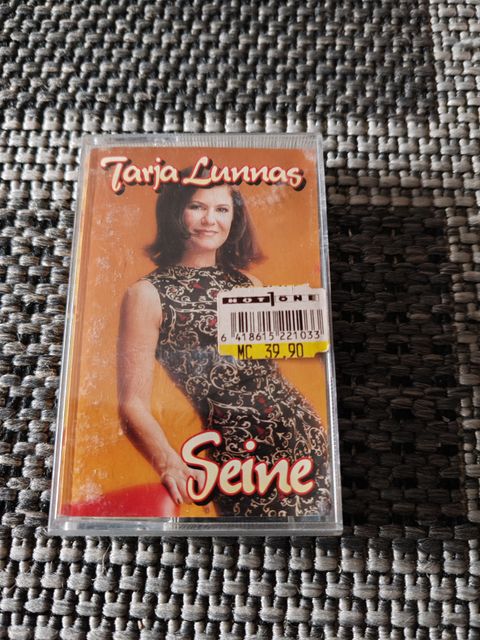 Tarja Lunnas
HOT ONE
6 418615 221033
MC 39,90
Seine